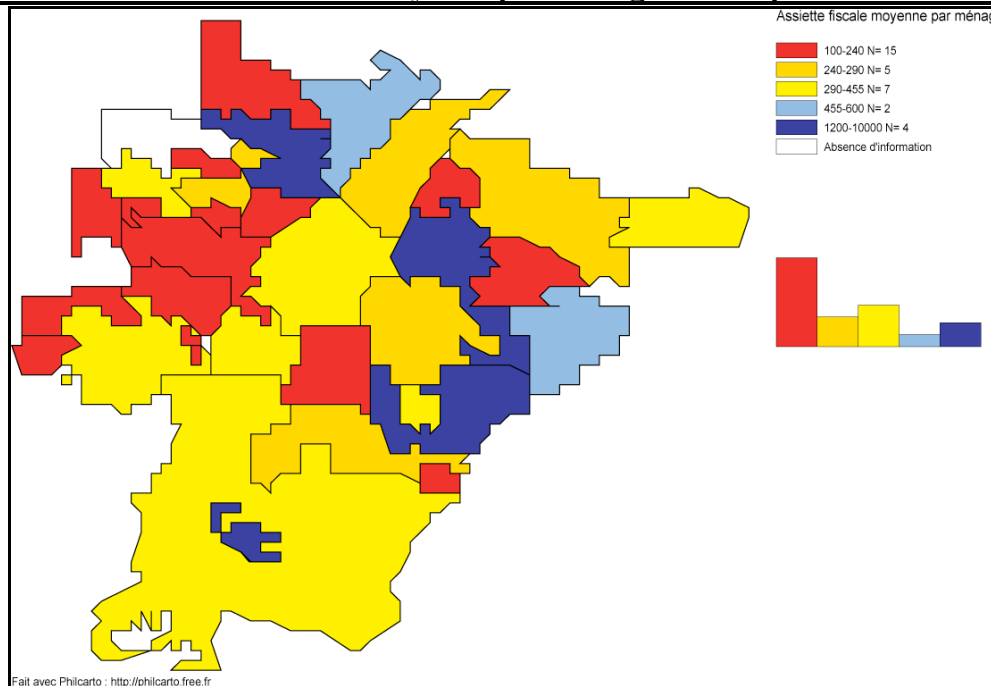 Assiette fiscale moyenne par ménag
100-240 N= 15
240-290 N= 5
290-455 N= 7
455-600 N= 2
1200-10000 N= 4
Absence d'information
Fait avec Philcarto : http://philcarto.free.fr